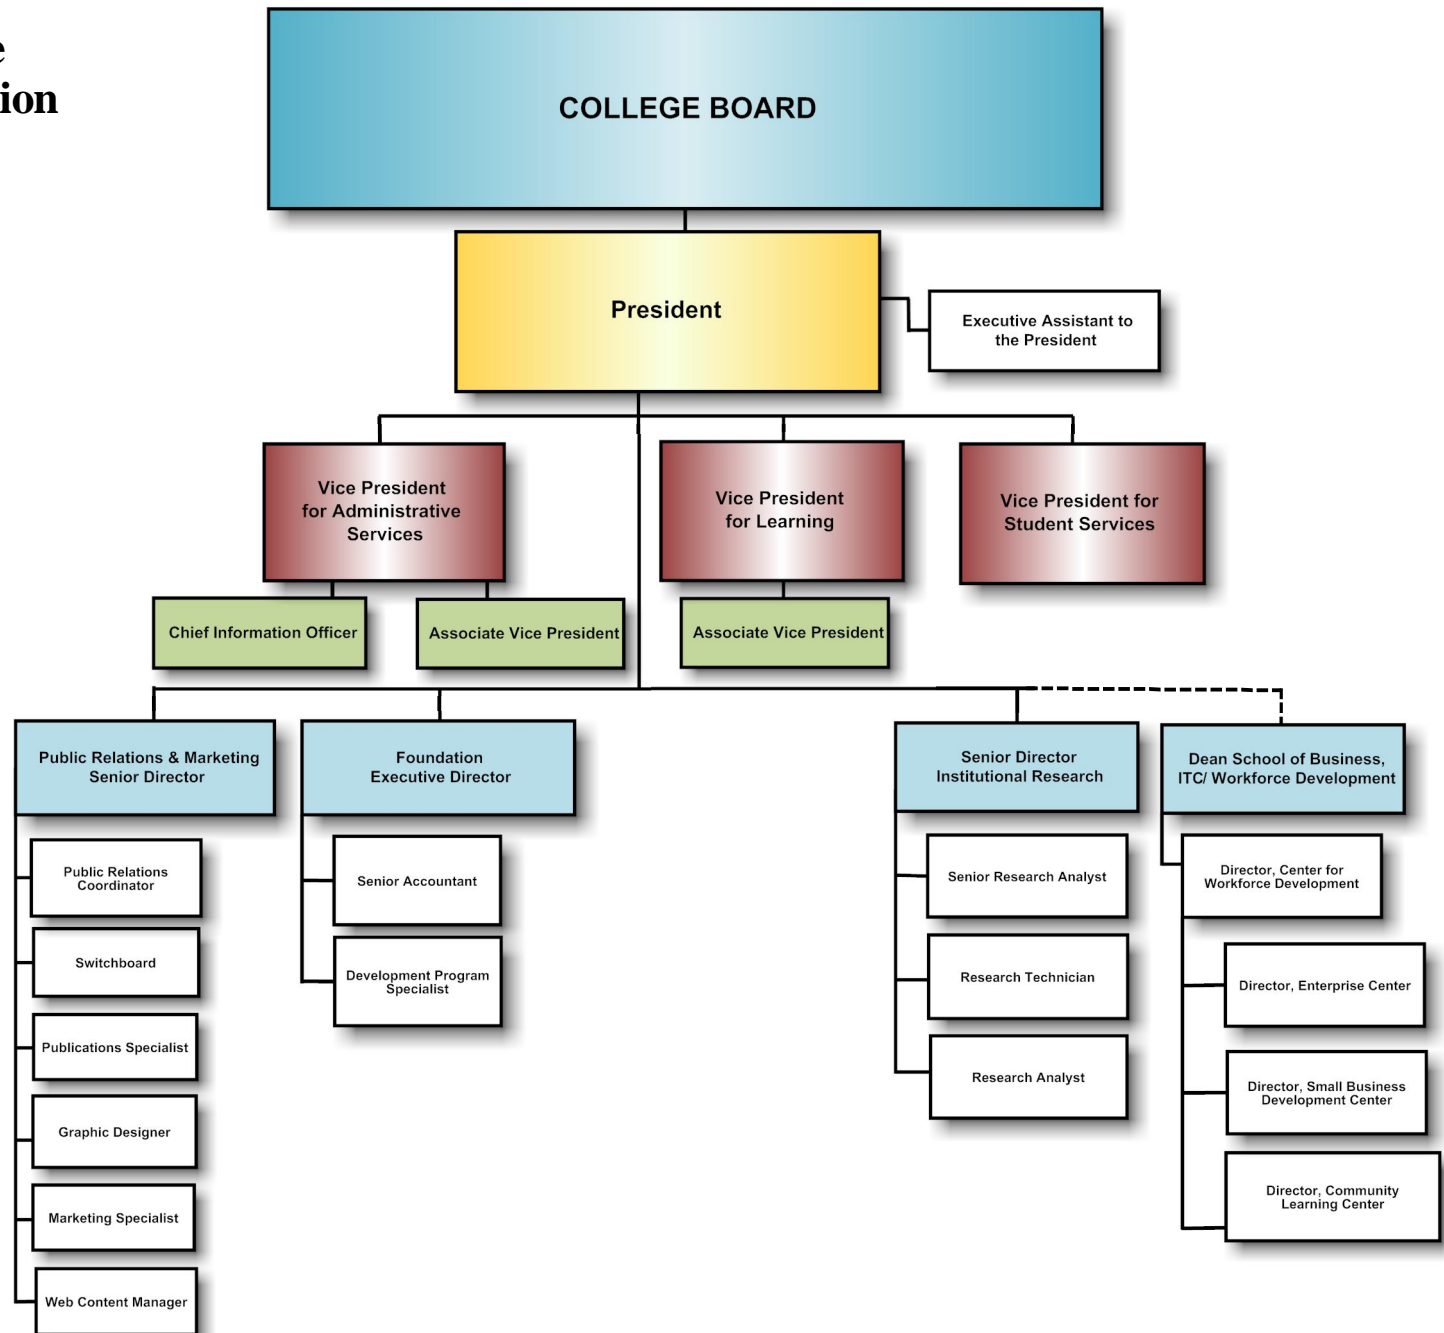 e
ion
COLLEGE BOARD
President
Executive Assistant to
the President
Vice President
for Administrative
Services
Vice President
for Learning
Vice President for
Student Services
Chief Information Officer
Associate Vice President
Associate Vice President
Public Relations & Marketing
Senior Director
Foundation
Executive Director
Senior Director
Institutional Research
Dean School of Business,
ITC/ Workforce Development
Public Relations
Coordinator
Switchboard
Publications Specialist
Graphic Designer
Marketing Specialist
Web Content Manager
Senior Accountant
Development Program
Specialist
Senior Research Analyst
Research Technician
Research Analyst
Director, Center for
Workforce Development
Director, Enterprise Center
Director, Small Business
Development Center
Director, Community
Learning Center